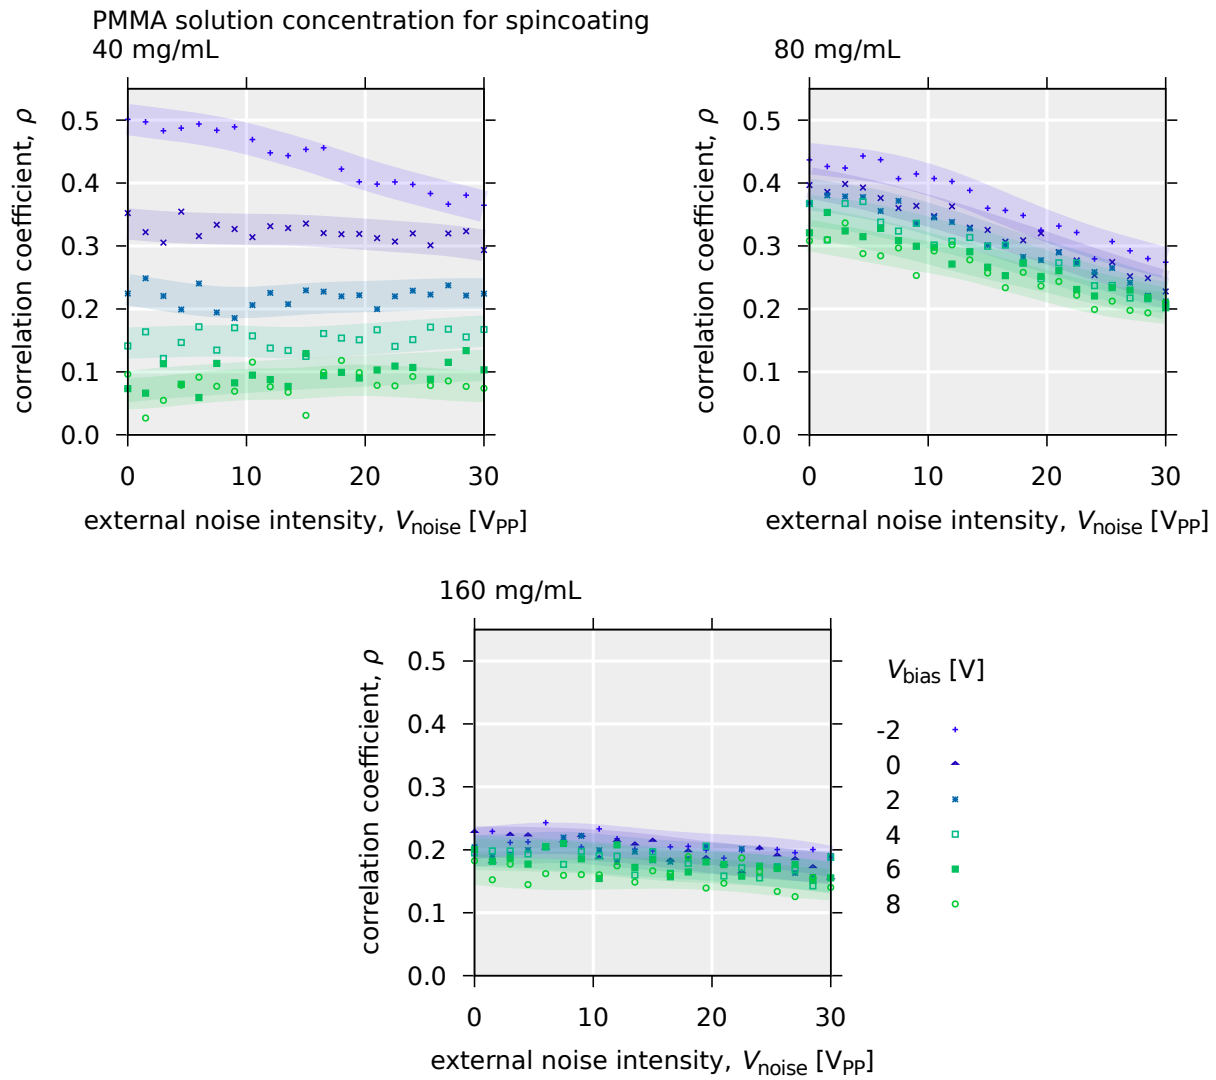 PMMA solution concentration for spincoating
40 mg/mL
correlation coefficient, ρ
0.5
0.4
0.3
0.2
0.1
0.0
0 10 20 30
external noise intensity, Vnoise [VPP]
80 mg/mL
correlation coefficient, ρ
0.5
0.4
0.3
0.2
0.1
0.0
0 10 20 30
external noise intensity, Vnoise [VPP]
160 mg/mL
correlation coefficient, ρ
0.5
0.4
0.3
0.2
0.1
0.0
0 10 20 30
external noise intensity, Vnoise [VPP]
Vbias [V]
-2
0
2
4
6
8